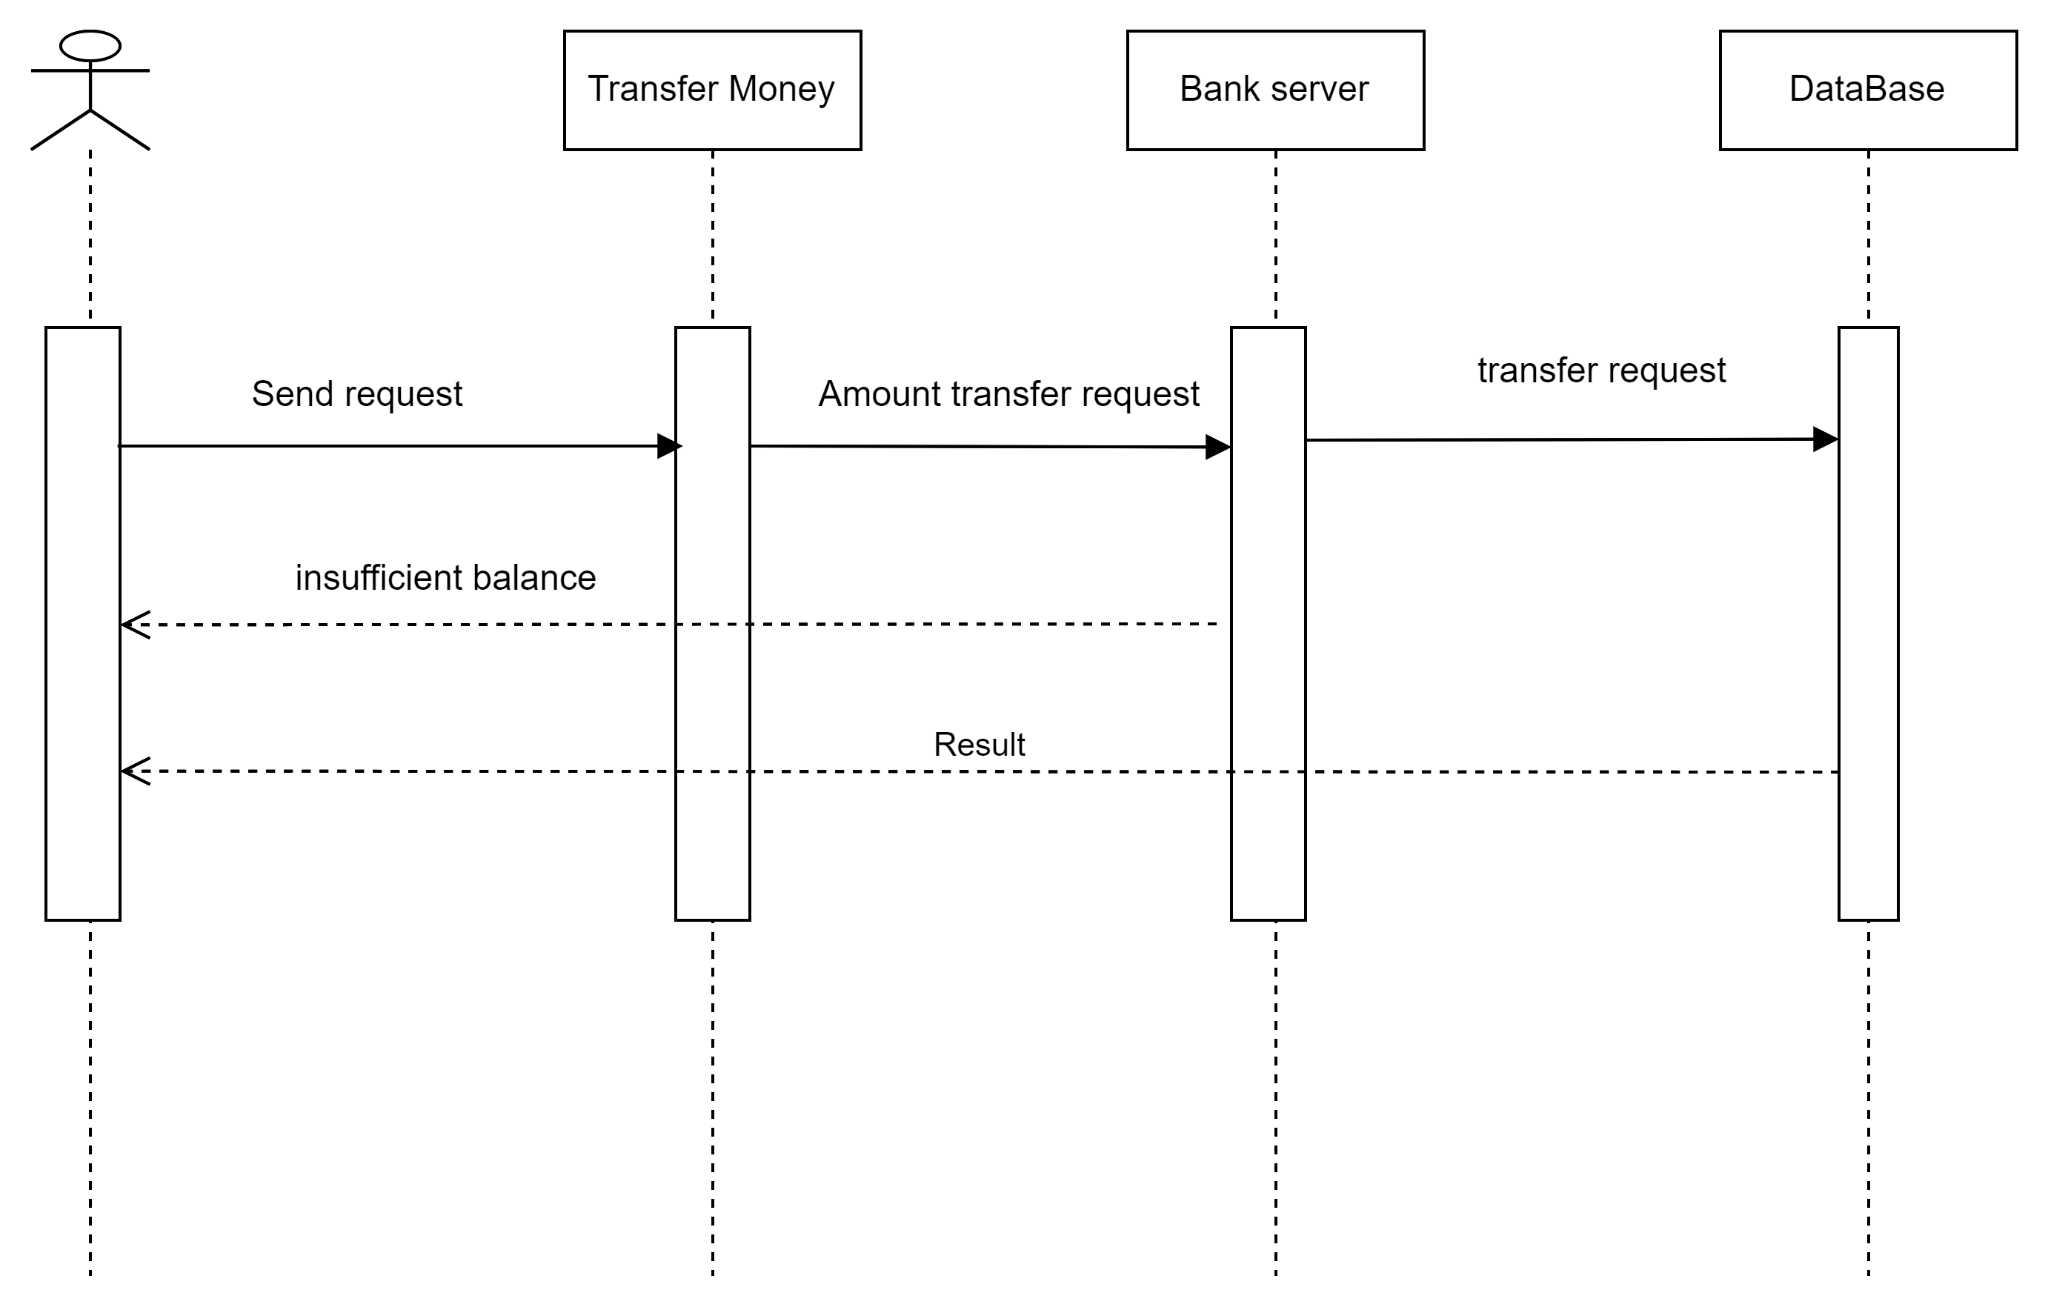 Transfer Money
Bank server
DataBase
Send request
Amount transfer request
transfer request
insufficient balance
Result